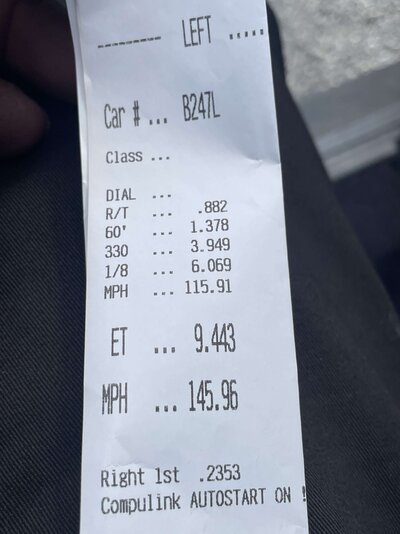 ------- LEFT .....
Car # ... B247L
Class ...
DIAL ...
R/T ... .882
60' ... 1.378
330 ... 3.949
1/8 ... 6.069
MPH ... 115.91
ET ... 9.443
MPH ... 145.96
Right 1st .2353
Compulink AUTOSTART ON !